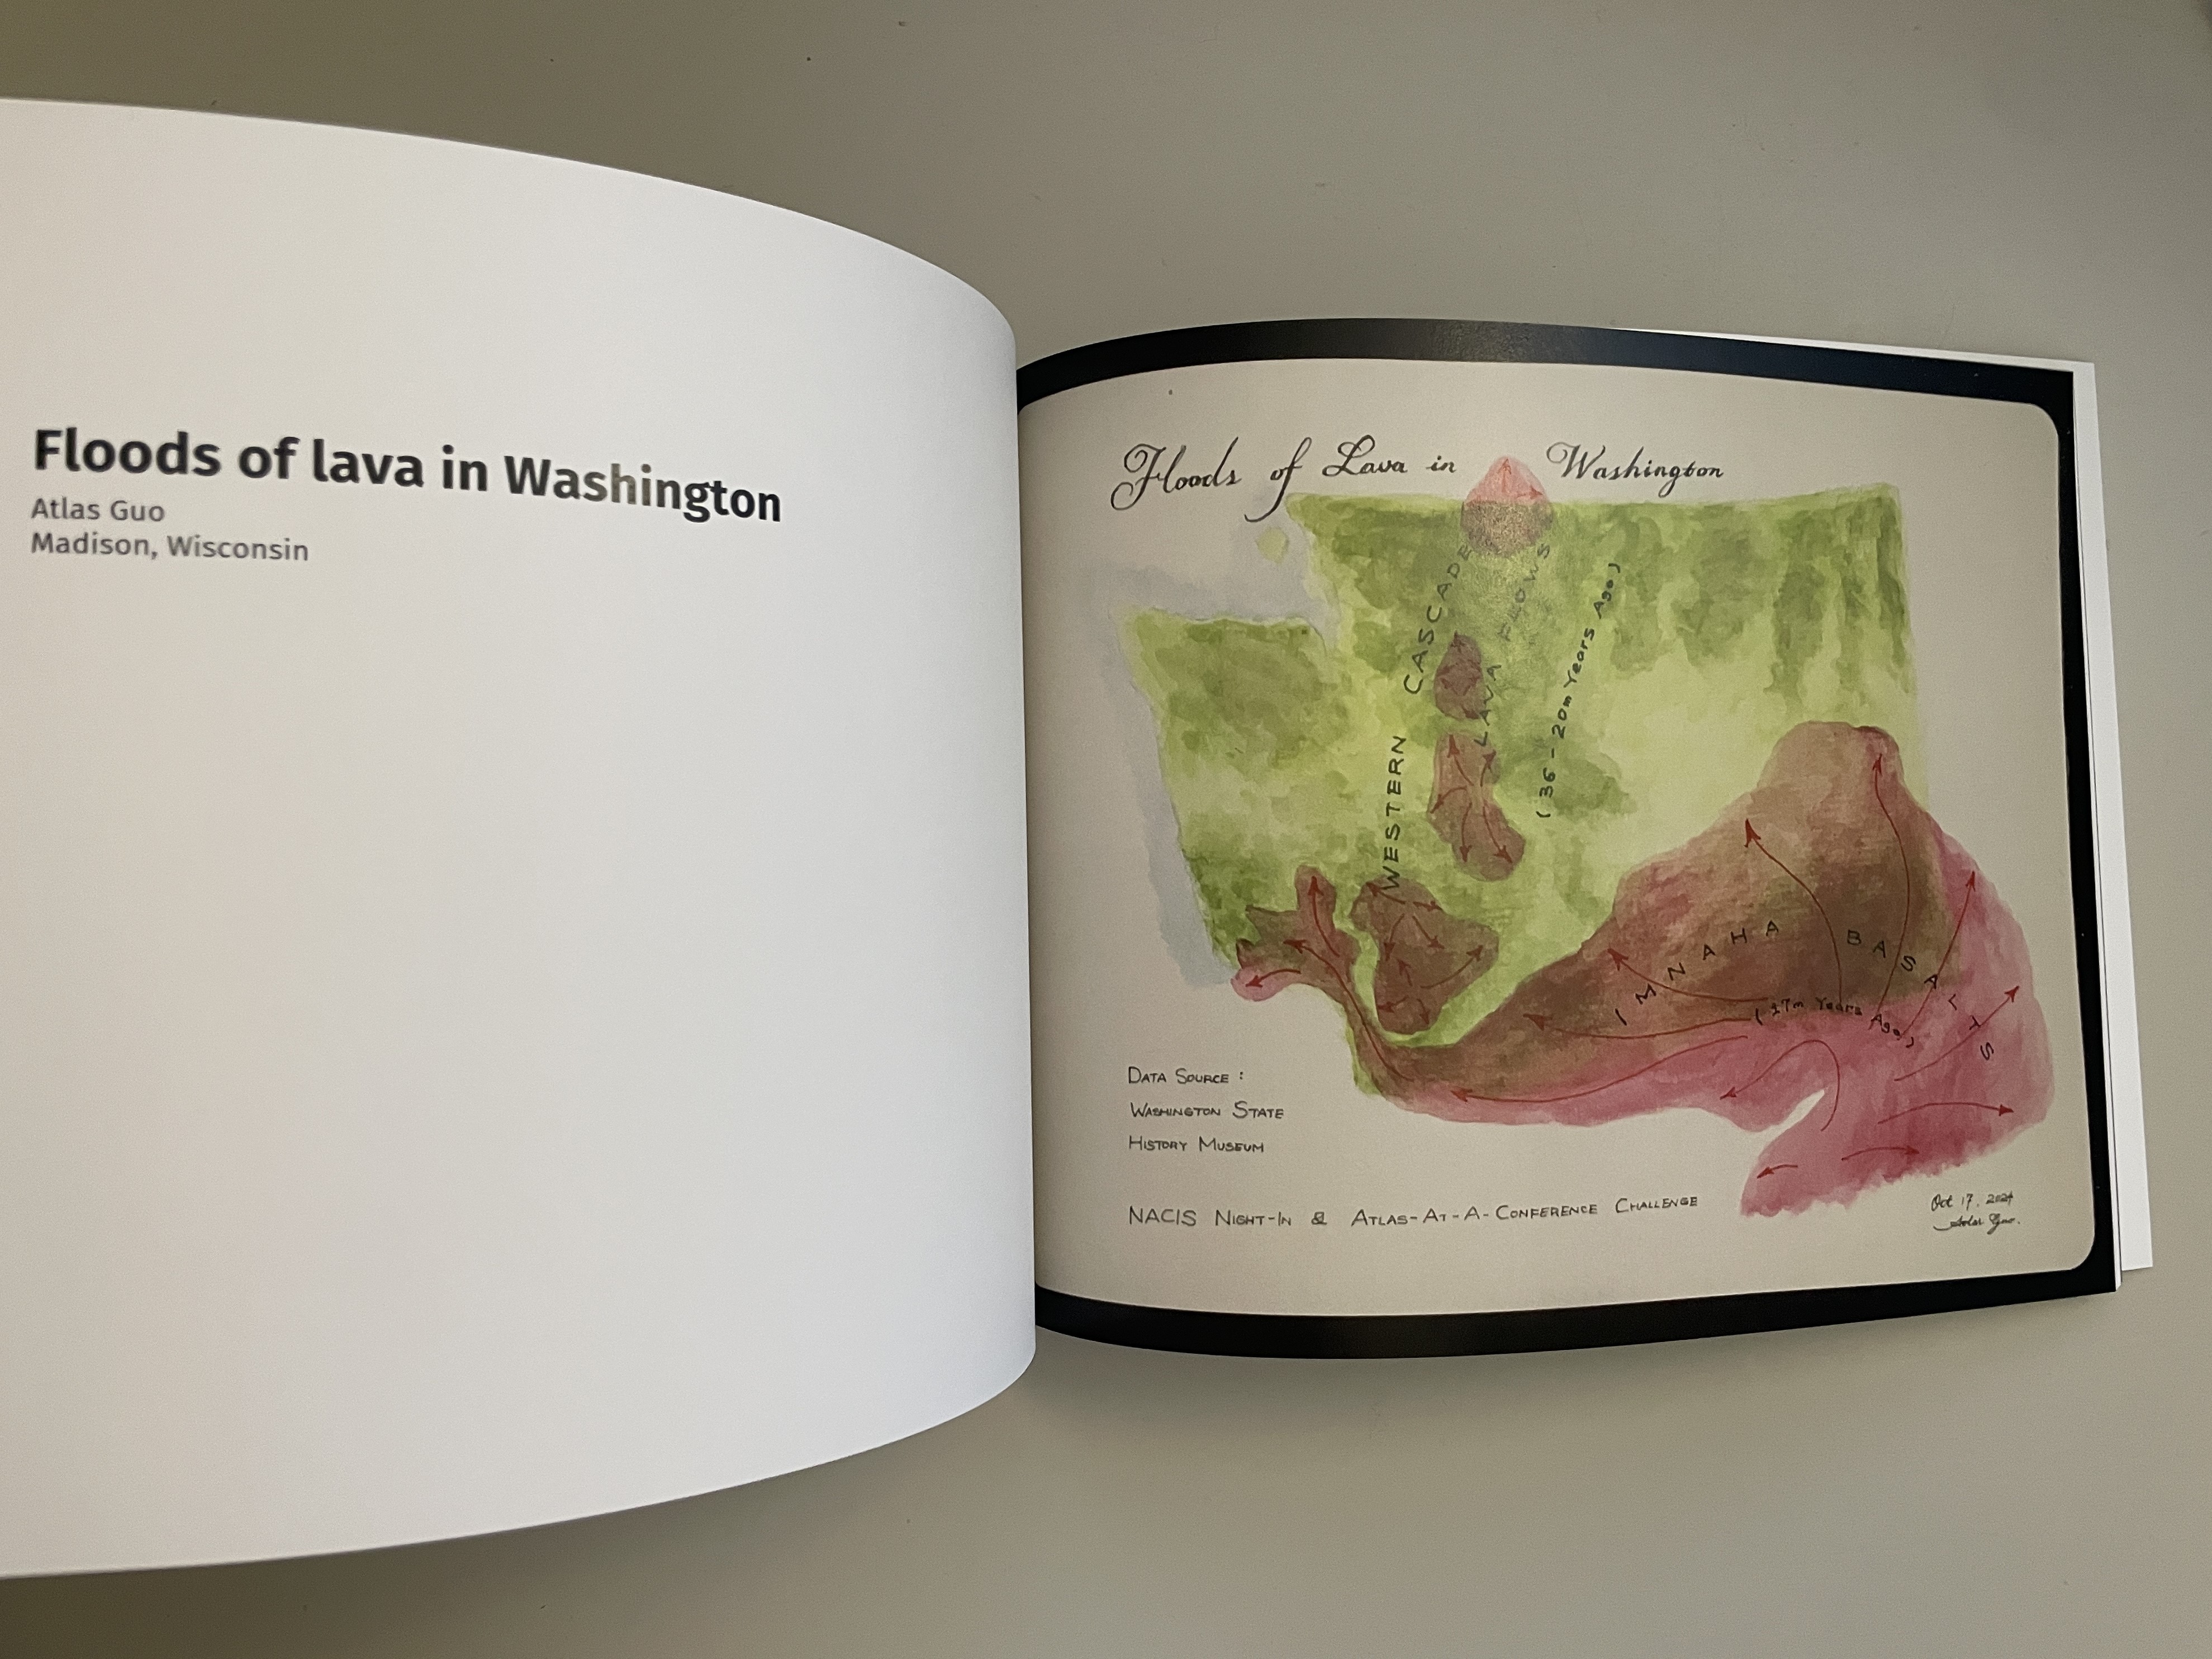 Floods of lava in Washington
Atlas Guo
Madison, Wisconsin
Floods of Lava in Washington
WESTERN CASCADE
LAVA FLOWS
(36 - 20m Years Ago)
IMNAHA BASALTS
(17m Years Ago)
DATA SOURCE :
WASHINGTON STATE
HISTORY MUSEUM
NACIS NIGHT-IN & ATLAS-AT-A-CONFERENCE CHALLENGE
Oct 17. 2024
Atlas Guo.